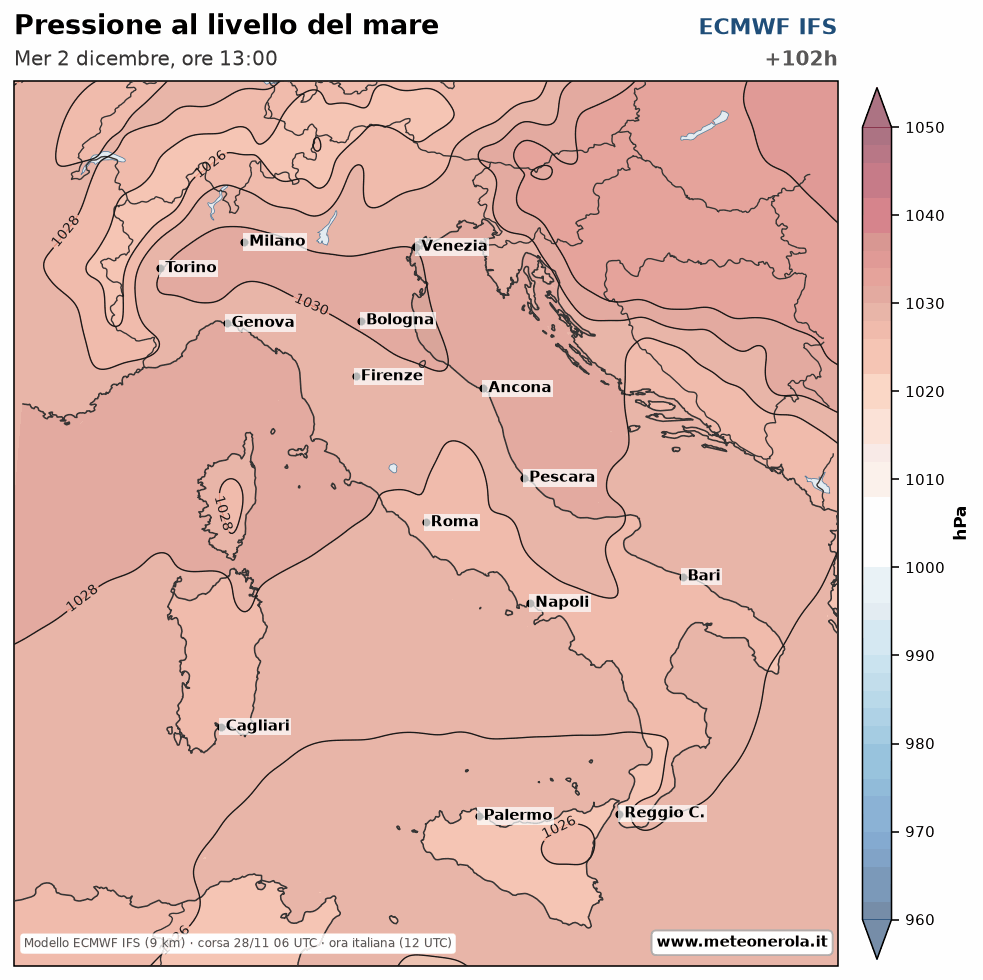 Pressione al livello del mare
ECMWF IFS
Mer 2 dicembre, ore 13:00
+102h
1050
1026
1028
Milano
Venezia
1040
Torino
1030
1030
Genova
Bologna
Firenze
Ancona
1020
Pescara
1010
1028
Roma
hPa
1028
Bari
1000
Napoli
990
Cagliari
980
Palermo
Reggio C.
1026
970
Modello ECMWF IFS (9 km) · corsa 28/11 06 UTC · ora italiana (12 UTC)
www.meteonerola.it
960